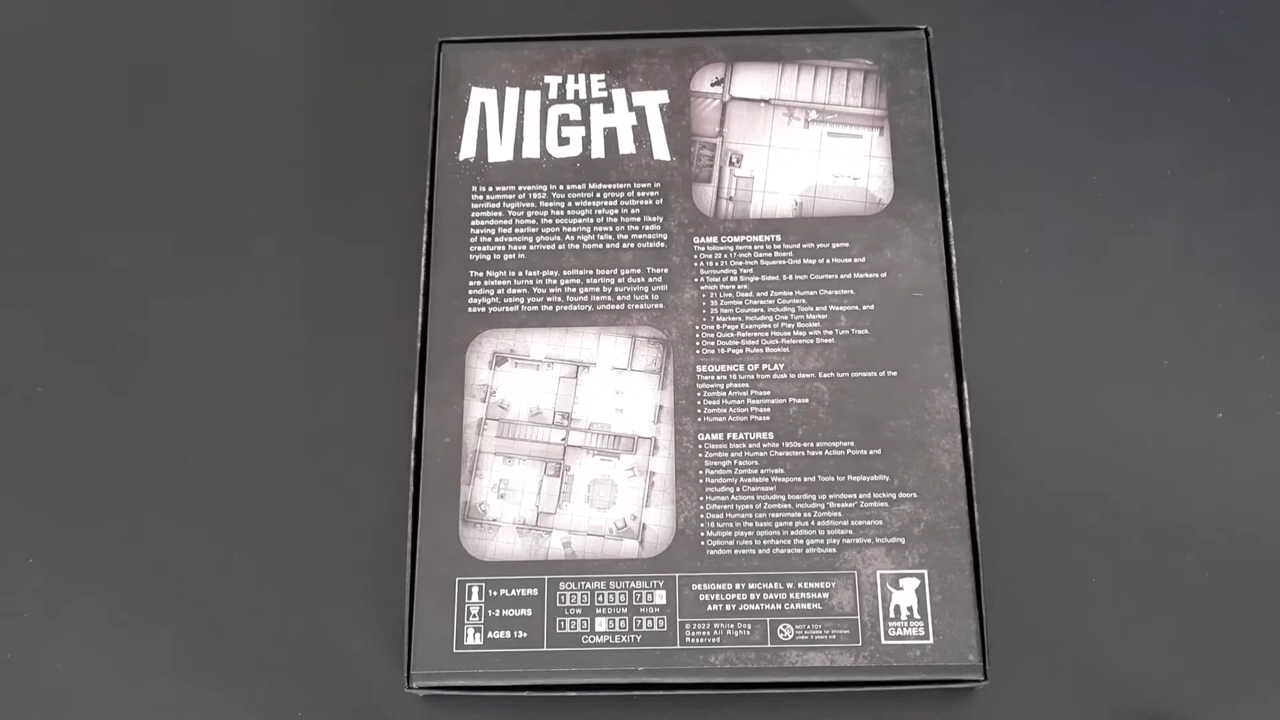 THE
NIGHT
It is a warm evening in a small Midwestern town in
the summer of 1952. You control a group of seven
terrified fugitives, fleeing a widespread outbreak of
zombies. Your group has sought refuge in an
abandoned home, the occupants of the home likely
having fled earlier upon hearing news on the radio
of the advancing ghouls. As night falls, the menacing
creatures have arrived at the home and are outside,
trying to get in.
The Night is a fast-play, solitaire board game. There
are sixteen turns in the game, starting at dusk and
ending at dawn. You win the game by surviving until
daylight, using your wits, found items, and luck to
save yourself from the predatory, undead creatures.
GAME COMPONENTS
The following items are to be found with your game.
• One 22 x 17-inch Game Board.
• A 16 x 21 One-Inch Squares-Grid Map of a House and
Surrounding Yard.
• A Total of 88 Single-Sided, 5-8 Inch Counters and Markers of
which there are:
▸ 21 Live, Dead, and Zombie Human Characters,
▸ 35 Zombie Character Counters,
▸ 25 Item Counters, Including Tools and Weapons, and
▸ 7 Markers, Including One Turn Marker.
• One 8-Page Examples of Play Booklet.
• One Quick-Reference House Map with the Turn Track.
• One Double-Sided Quick-Reference Sheet.
• One 16-Page Rules Booklet.
SEQUENCE OF PLAY
There are 16 turns from dusk to dawn. Each turn consists of the
following phases.
• Zombie Arrival Phase
• Dead Human Reanimation Phase
• Zombie Action Phase
• Human Action Phase
GAME FEATURES
• Classic black and white 1950s-era atmosphere.
• Zombie and Human Characters have Action Points and
Strength Factors.
• Random Zombie arrivals.
• Randomly Available Weapons and Tools for Replayability,
including a Chainsaw!
• Human Actions including boarding up windows and locking doors.
• Different types of Zombies, including "Breaker" Zombies.
• Dead Humans can reanimate as Zombies.
• 16 turns in the basic game plus 4 additional scenarios.
• Multiple player options in addition to solitaire.
• Optional rules to enhance the game play narrative, including
random events and character attributes.
1+ PLAYERS
1-2 HOURS
AGES 13+
SOLITAIRE SUITABILITY
1 2 3 4 5 6 7 8 9
LOW MEDIUM HIGH
1 2 3 4 5 6 7 8 9
COMPLEXITY
DESIGNED BY MICHAEL W. KENNEDY
DEVELOPED BY DAVID KERSHAW
ART BY JONATHAN CARNEHL
© 2022 White Dog
Games All Rights
Reserved
NOT A TOY
not suitable for children
under 3 years old
WHITE DOG
GAMES